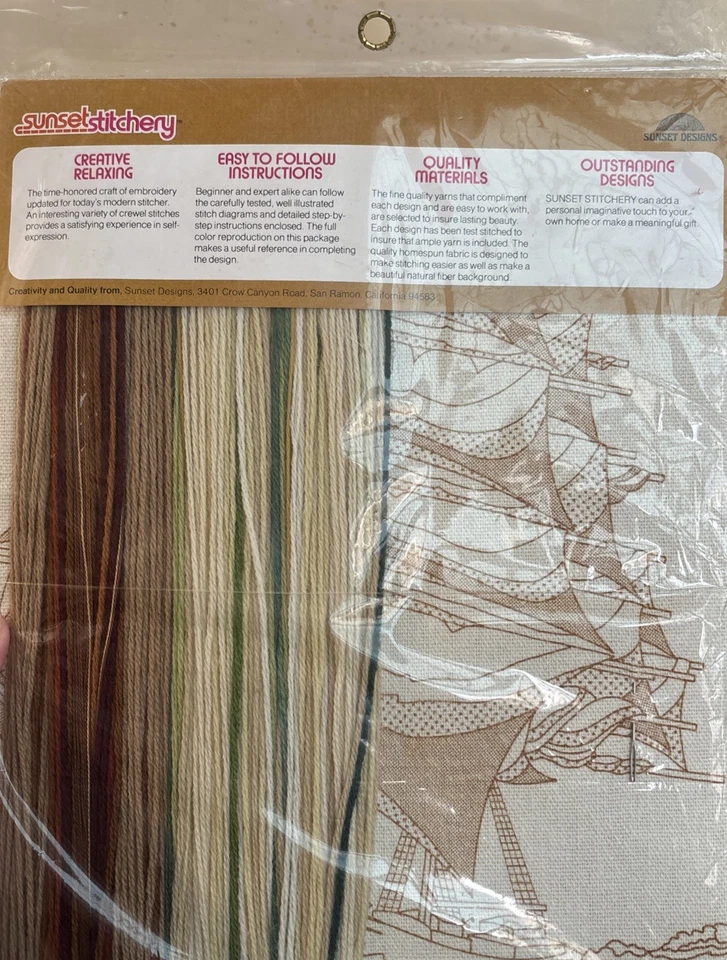 sunsetstitchery™
SUNSET DESIGNS
CREATIVE
RELAXING
The time-honored craft of embroidery
updated for today's modern stitcher.
An interesting variety of crewel stitches
provides a satisfying experience in self-
expression.
EASY TO FOLLOW
INSTRUCTIONS
Beginner and expert alike can follow
the carefully tested, well illustrated
stitch diagrams and detailed step-by-
step instructions enclosed. The full
color reproduction on this package
makes a useful reference in completing
the design.
QUALITY
MATERIALS
The fine quality yarns that compliment
each design and are easy to work with,
are selected to insure lasting beauty.
Each design has been test stitched to
insure that ample yarn is included. The
quality homespun fabric is designed to
make stitching easier as well as make a
beautiful natural fiber background.
OUTSTANDING
DESIGNS
SUNSET STITCHERY can add a
personal imaginative touch to your
own home or make a meaningful gift.
Creativity and Quality from, Sunset Designs, 3401 Crow Canyon Road, San Ramon, California 94583